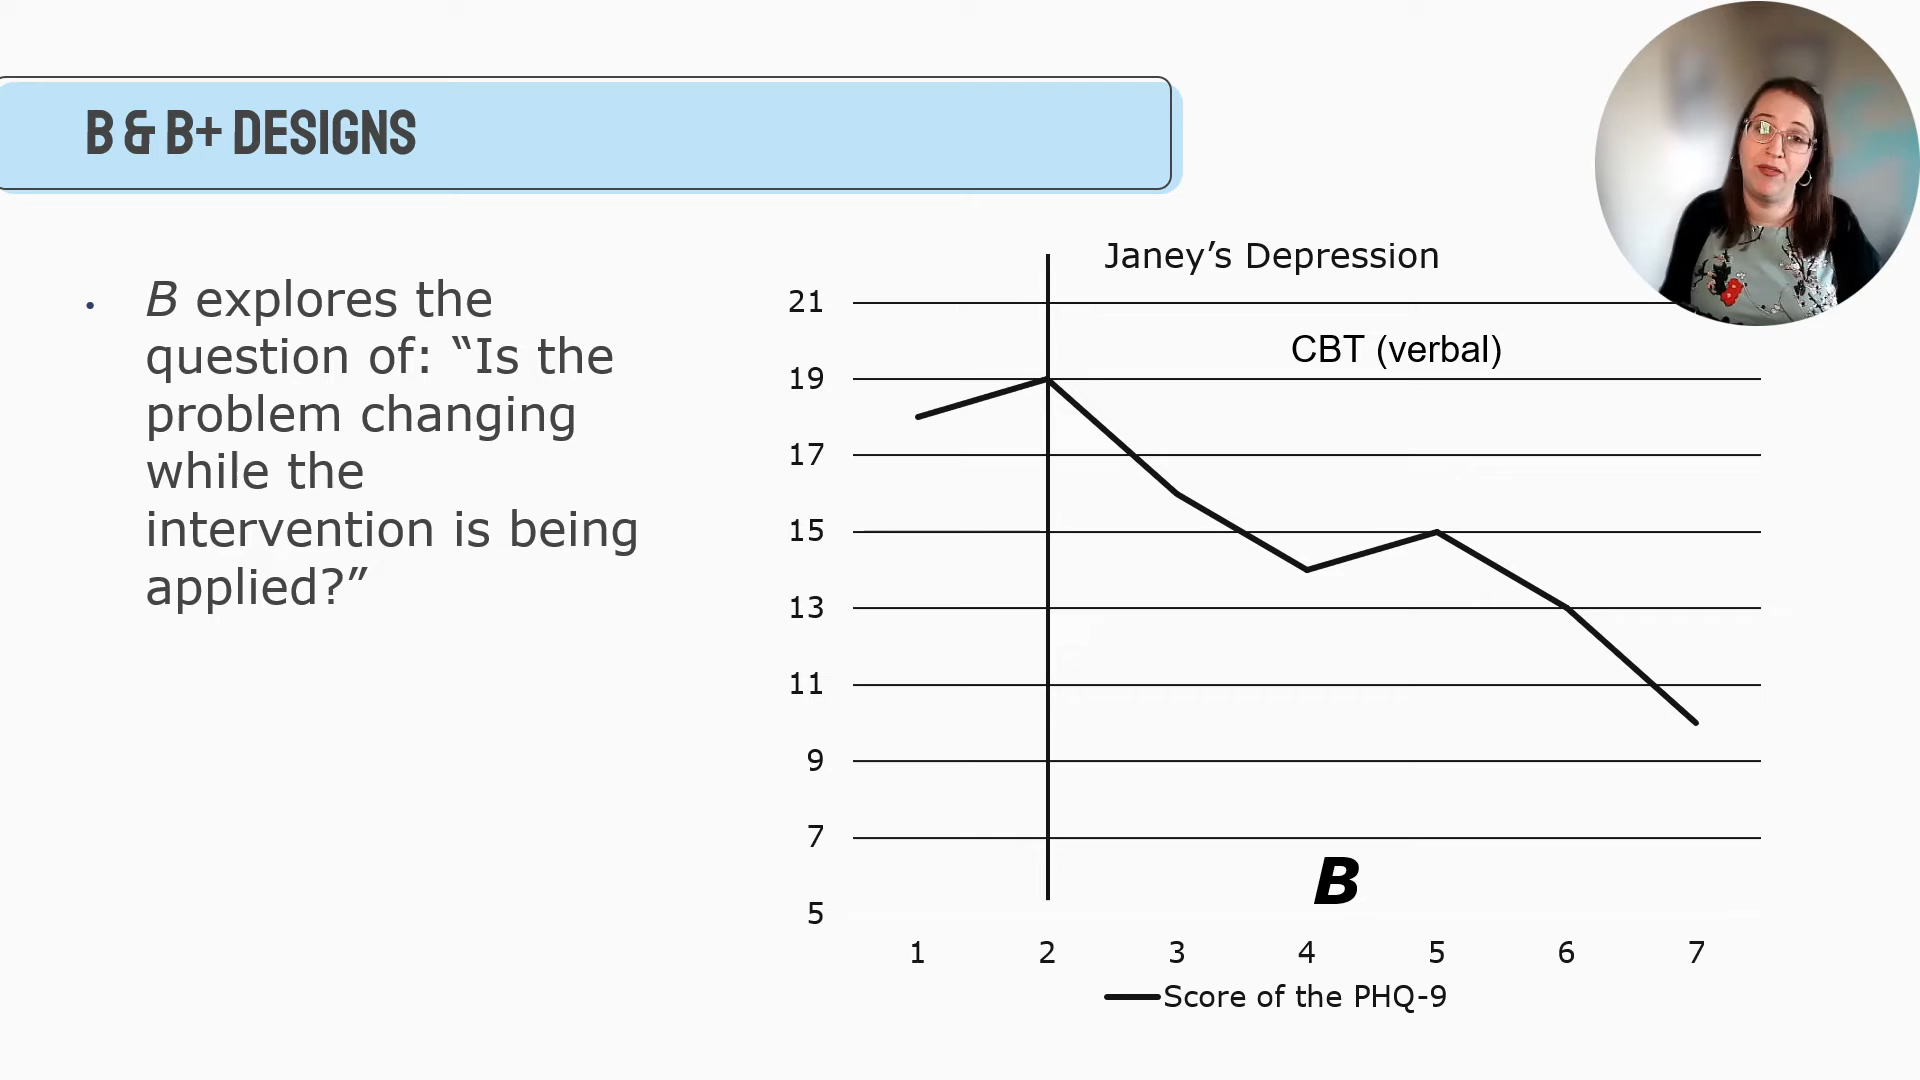 B & B+ DESIGNS
• B explores the
question of: “Is the
problem changing
while the
intervention is being
applied?”
Janey’s Depression
CBT (verbal)
21
19
17
15
13
11
9
7
5
B
1 2 3 4 5 6 7
Score of the PHQ-9